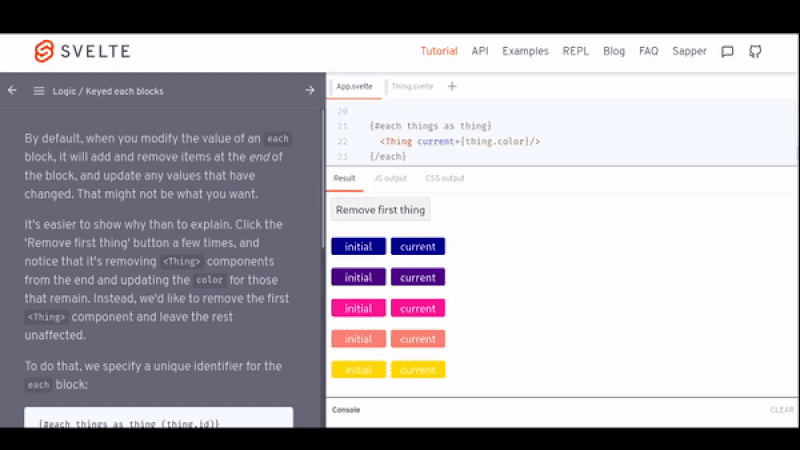 SVELTE
Tutorial API Examples REPL Blog FAQ Sapper
Logic / Keyed each blocks
By default, when you modify the value of an each
block, it will add and remove items at the end of
the block, and update any values that have
changed. That might not be what you want.
It's easier to show why than to explain. Click the
'Remove first thing' button a few times, and
notice that it's removing <Thing> components
from the end and updating the color for those
that remain. Instead, we'd like to remove the first
<Thing> component and leave the rest
unaffected.
To do that, we specify a unique identifier for the
each block:
{#each things as thing (thing.id)}
App.svelte Thing.svelte +
20
21 {#each things as thing}
22 <Thing current={thing.color}/>
23 {/each}
Result JS output CSS output
Remove first thing
initial current
initial current
initial current
initial current
initial current
Console CLEAR